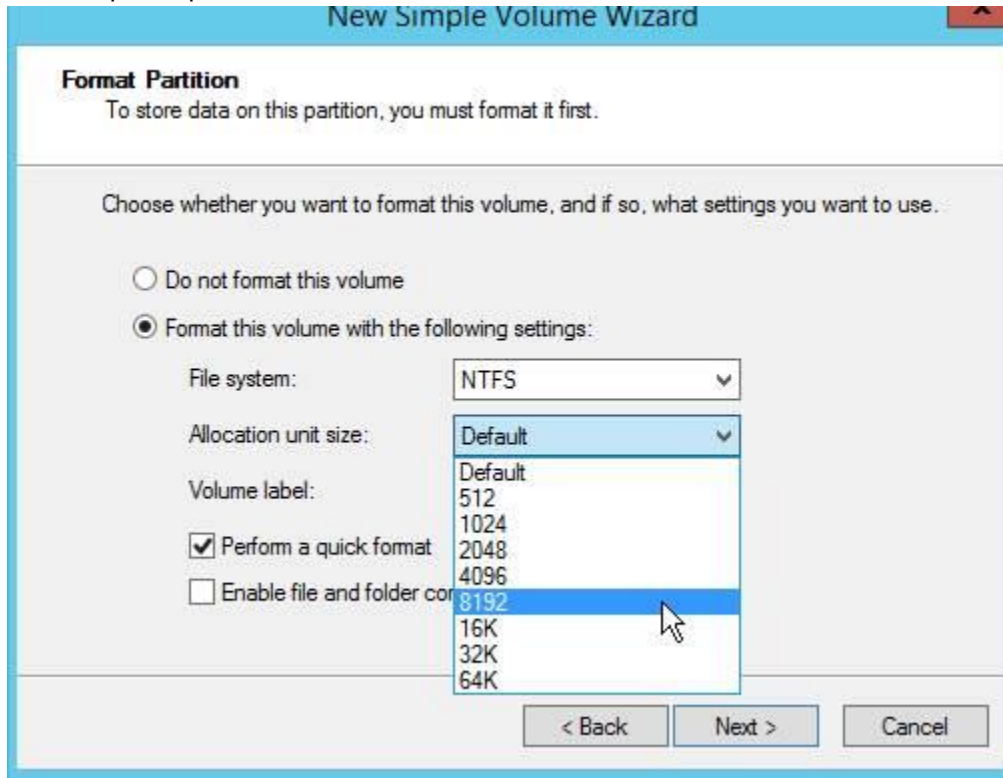 New Simple Volume Wizard
Format Partition
To store data on this partition, you must format it first.
Choose whether you want to format this volume, and if so, what settings you want to use.
Do not format this volume
Format this volume with the following settings:
File system: NTFS
Allocation unit size: Default
Default
Volume label:
512
1024
Perform a quick format
2048
4096
Enable file and folder
8192
16K
32K
64K
< Back Next > Cancel